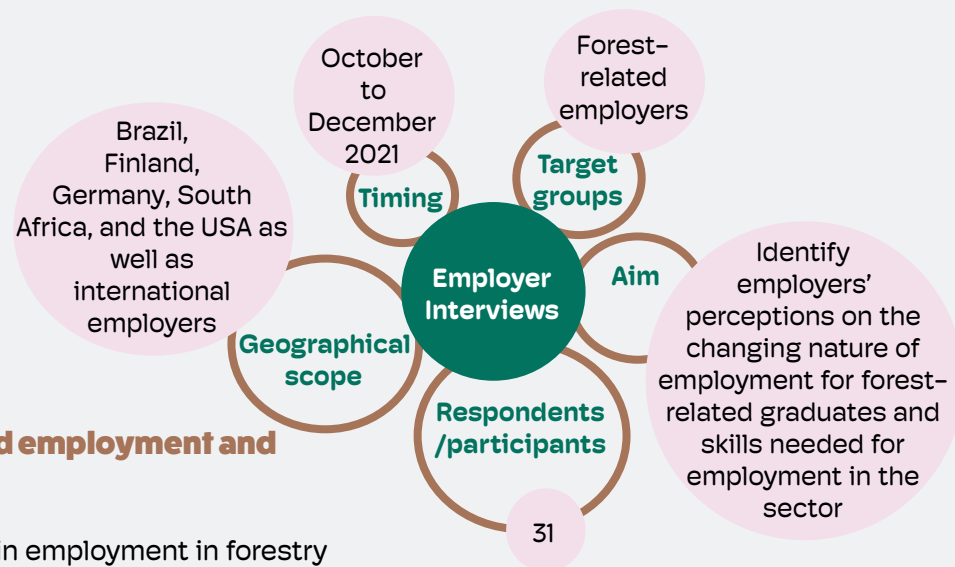 October
to
December
2021
Timing
Forest-
related
employers
Target
groups
Brazil,
Finland,
Germany, South
Africa, and the USA as
well as
international
employers
Geographical
scope
Employer
Interviews
Aim
Identify
employers'
perceptions on the
changing nature of
employment for forest-
related graduates and
skills needed for
employment in the
sector
Respondents
/participants
31
employment and
in employment in forestry